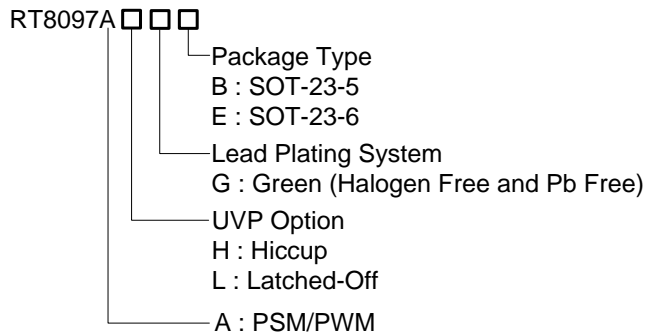 RT8097A
Package Type
B : SOT-23-5
E : SOT-23-6
Lead Plating System
G : Green (Halogen Free and Pb Free)
UVP Option
H : Hiccup
L : Latched-Off
A : PSM/PWM